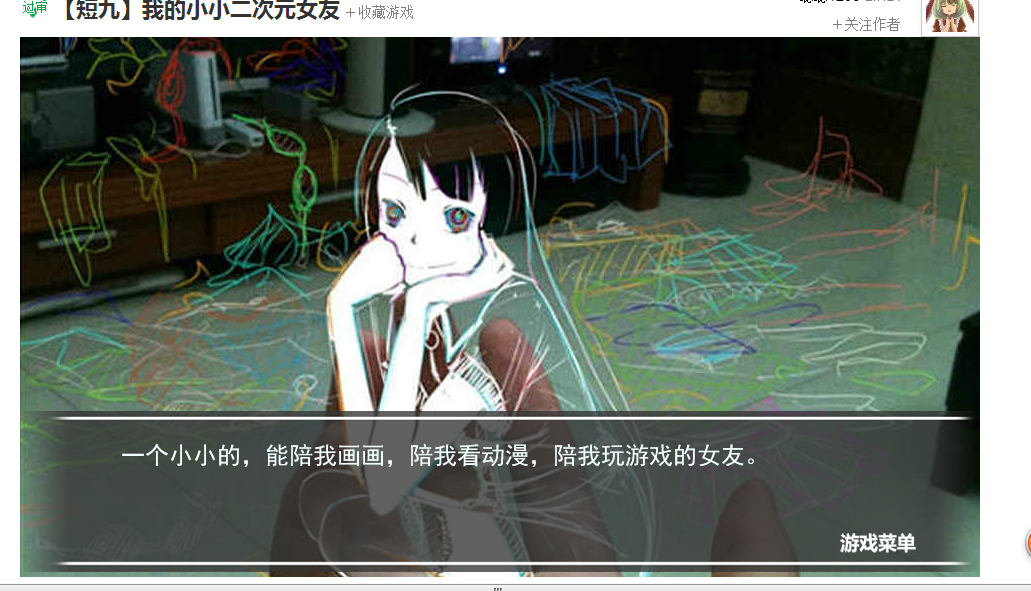 过审
【短九】我的小小二次元女友
＋收藏游戏
＋关注作者
一个小小的，能陪我画画，陪我看动漫，陪我玩游戏的女友。
游戏菜单